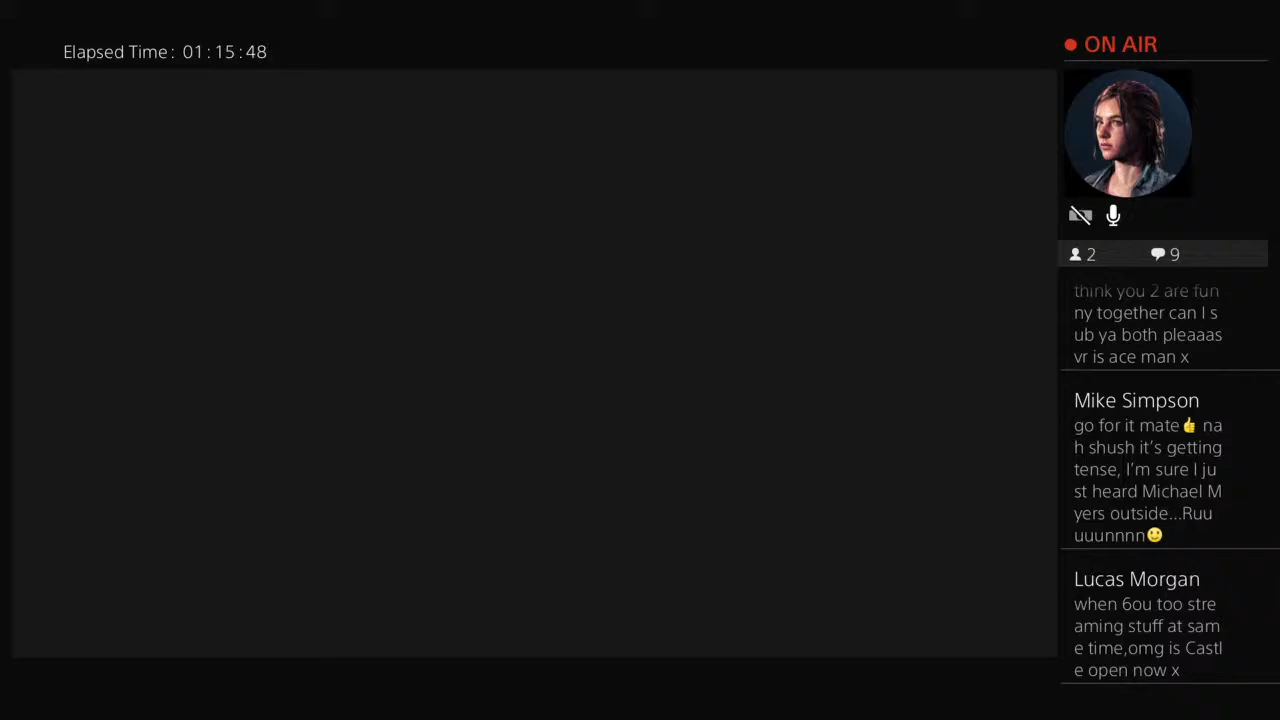 Elapsed Time: 01:15:48
ON AIR
2 9
think you 2 are fun
ny together can I s
ub ya both pleaaas
vr is ace man x
Mike Simpson
go for it mate👍 na
h shush it's getting
tense, I'm sure I ju
st heard Michael M
yers outside...Ruu
uuunnnn🙂
Lucas Morgan
when 6ou too stre
aming stuff at sam
e time,omg is Castl
e open now x